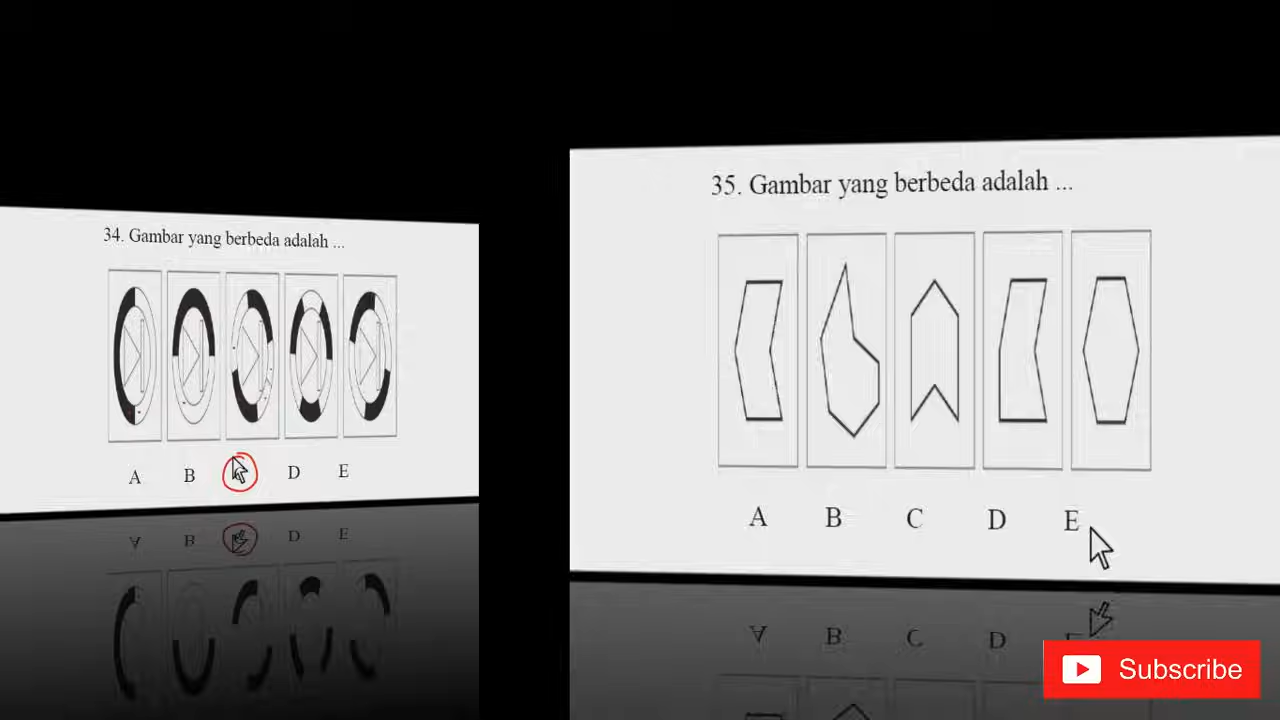 34. Gambar yang berbeda adalah ...
A B D E
A B D E
35. Gambar yang berbeda adalah ...
A B C D E
A B C D
Subscribe